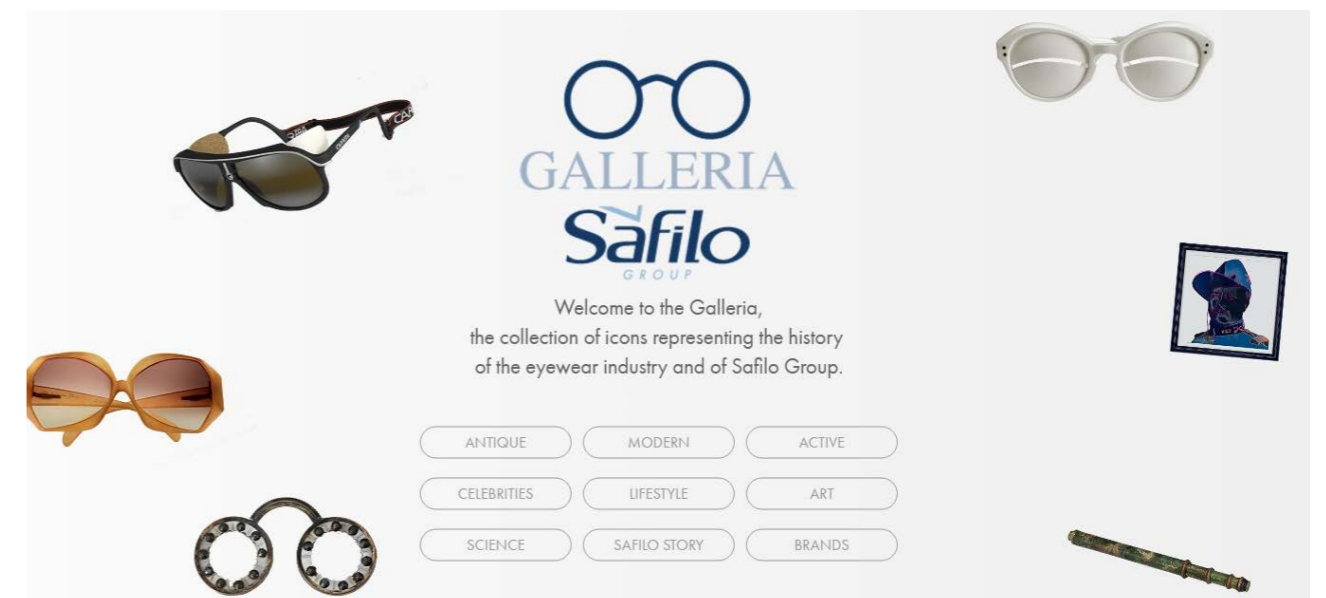 GALLERIA
Safilo
GROUP
Welcome to the Galleria,
the collection of icons representing the history
of the eyewear industry and of Safilo Group.
ANTIQUE
MODERN
ACTIVE
CELEBRITIES
LIFESTYLE
ART
SCIENCE
SAFILO STORY
BRANDS